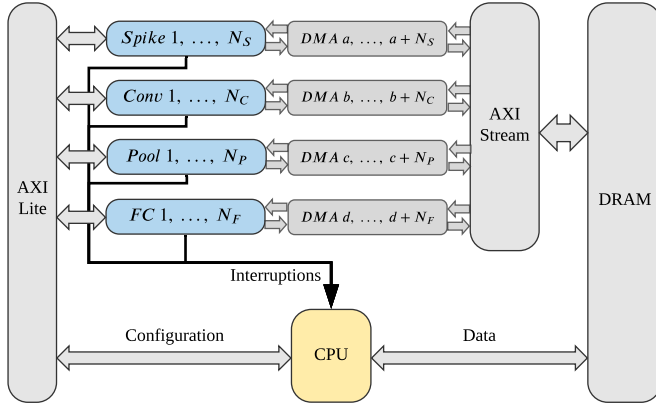 Spike 1, ..., N_S
DMA a, ..., a + N_S
Conv 1, ..., N_C
DMA b, ..., b + N_C
AXI
Stream
Pool 1, ..., N_P
DMA c, ..., c + N_P
AXI
Lite
DRAM
FC 1, ..., N_F
DMA d, ..., d + N_F
Interruptions
Configuration
CPU
Data